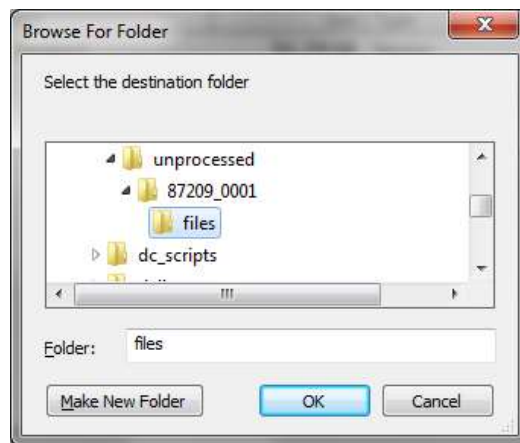 Browse For Folder
Select the destination folder
unprocessed
87209_0001
files
dc_scripts
Folder:
files
Make New Folder
OK
Cancel